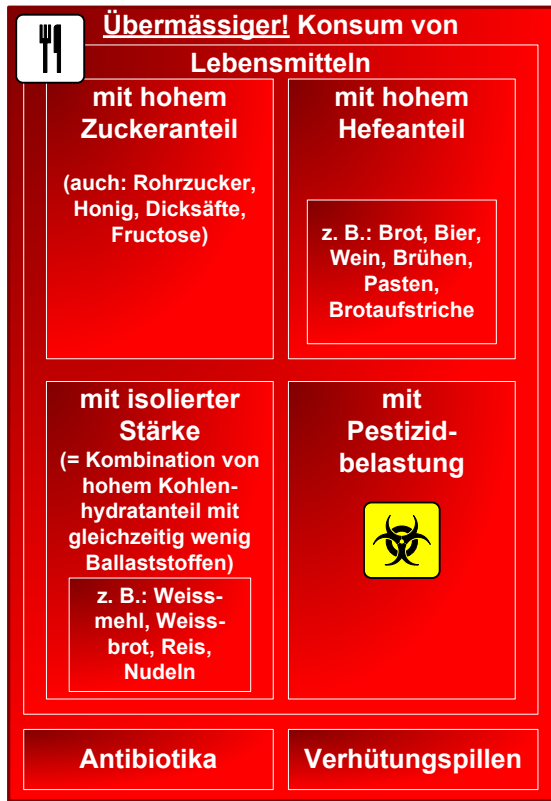 Übermässiger! Konsum von
Lebensmitteln
mit hohem
Zuckeranteil
(auch: Rohrzucker,
Honig, Dicksäfte,
Fructose)
mit hohem
Hefeanteil
z. B.: Brot, Bier,
Wein, Brühen,
Pasten,
Brotaufstriche
mit isolierter
Stärke
(= Kombination von
hohem Kohlen-
hydratanteil mit
gleichzeitig wenig
Ballaststoffen)
z. B.: Weiss-
mehl, Weiss-
brot, Reis,
Nudeln
mit
Pestizid-
belastung
Antibiotika
Verhütungspillen